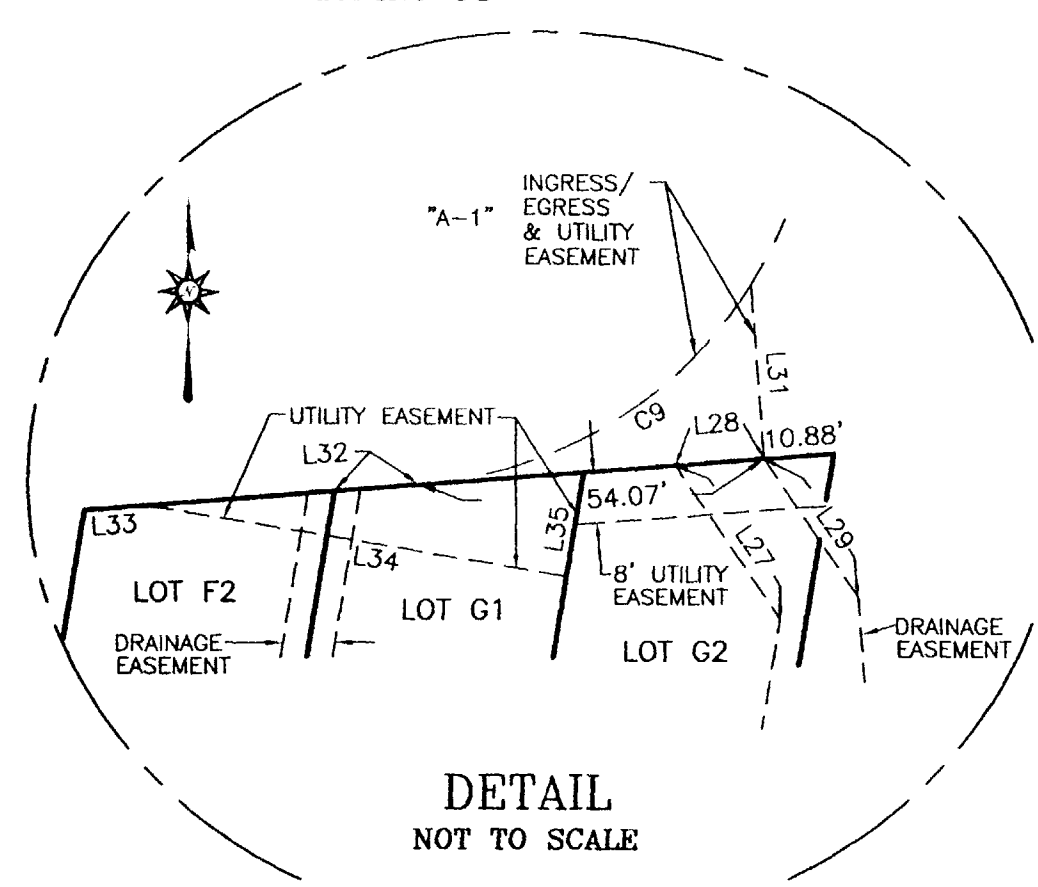 INGRESS/
EGRESS
& UTILITY
EASEMENT
"A-1"
N
L31
C9
UTILITY EASEMENT
L28
10.88'
L32
L33
54.07'
L35
L34
L27
L29
8' UTILITY
EASEMENT
LOT F2
LOT G1
LOT G2
DRAINAGE
EASEMENT
DRAINAGE
EASEMENT
DETAIL
NOT TO SCALE